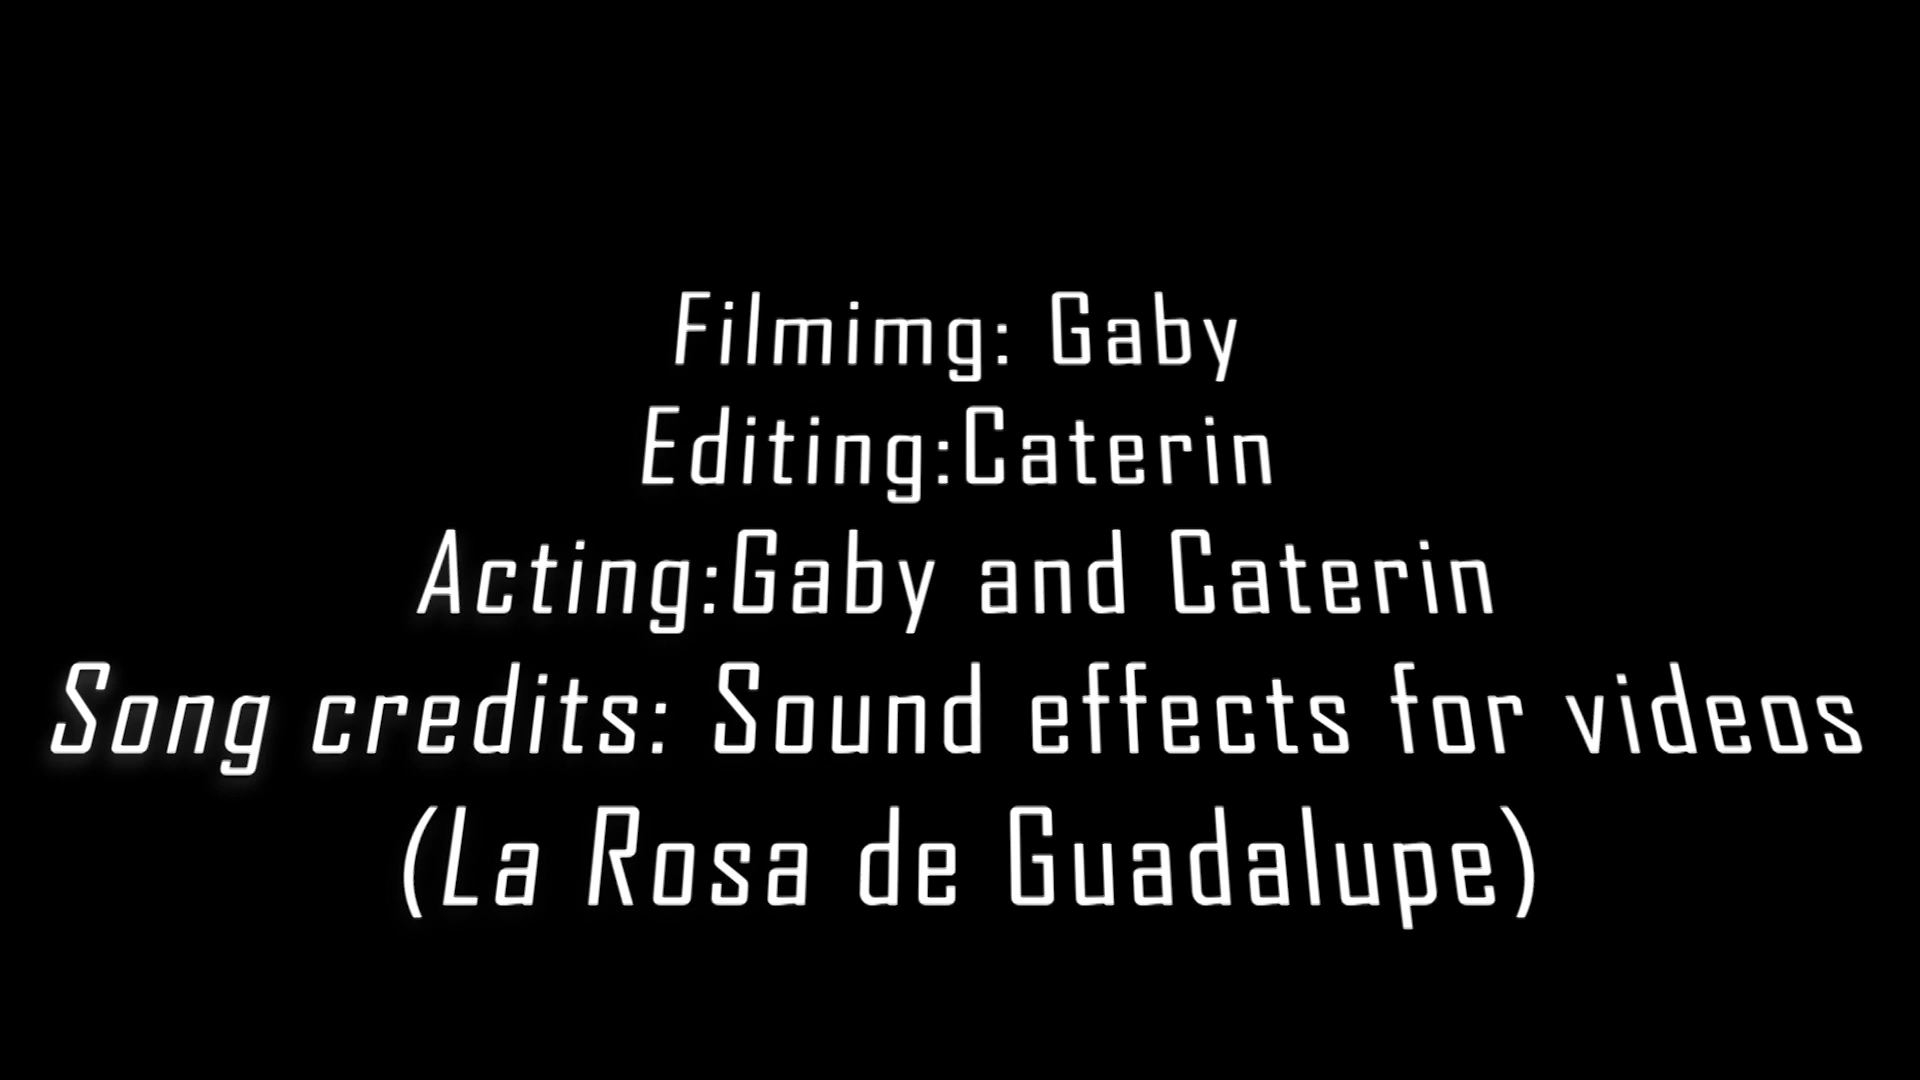 Filmimg: Gaby
Editing:Caterin
Acting:Gaby and Caterin
Song credits: Sound effects for videos
(La Rosa de Guadalupe)